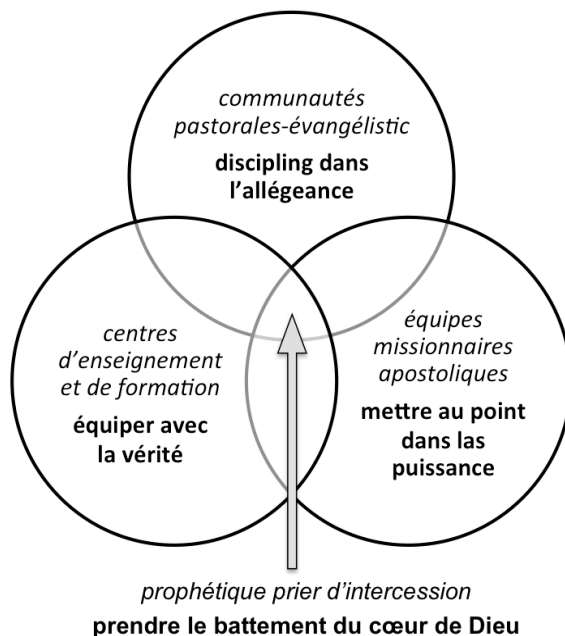 communautés
pastorales-évangélistic
discipling dans
l'allégeance
centres
d'enseignement
et de formation
équiper avec
la vérité
équipes
missionnaires
apostoliques
mettre au point
dans las
puissance
prophétique prier d'intercession
prendre le battement du cœur de Dieu